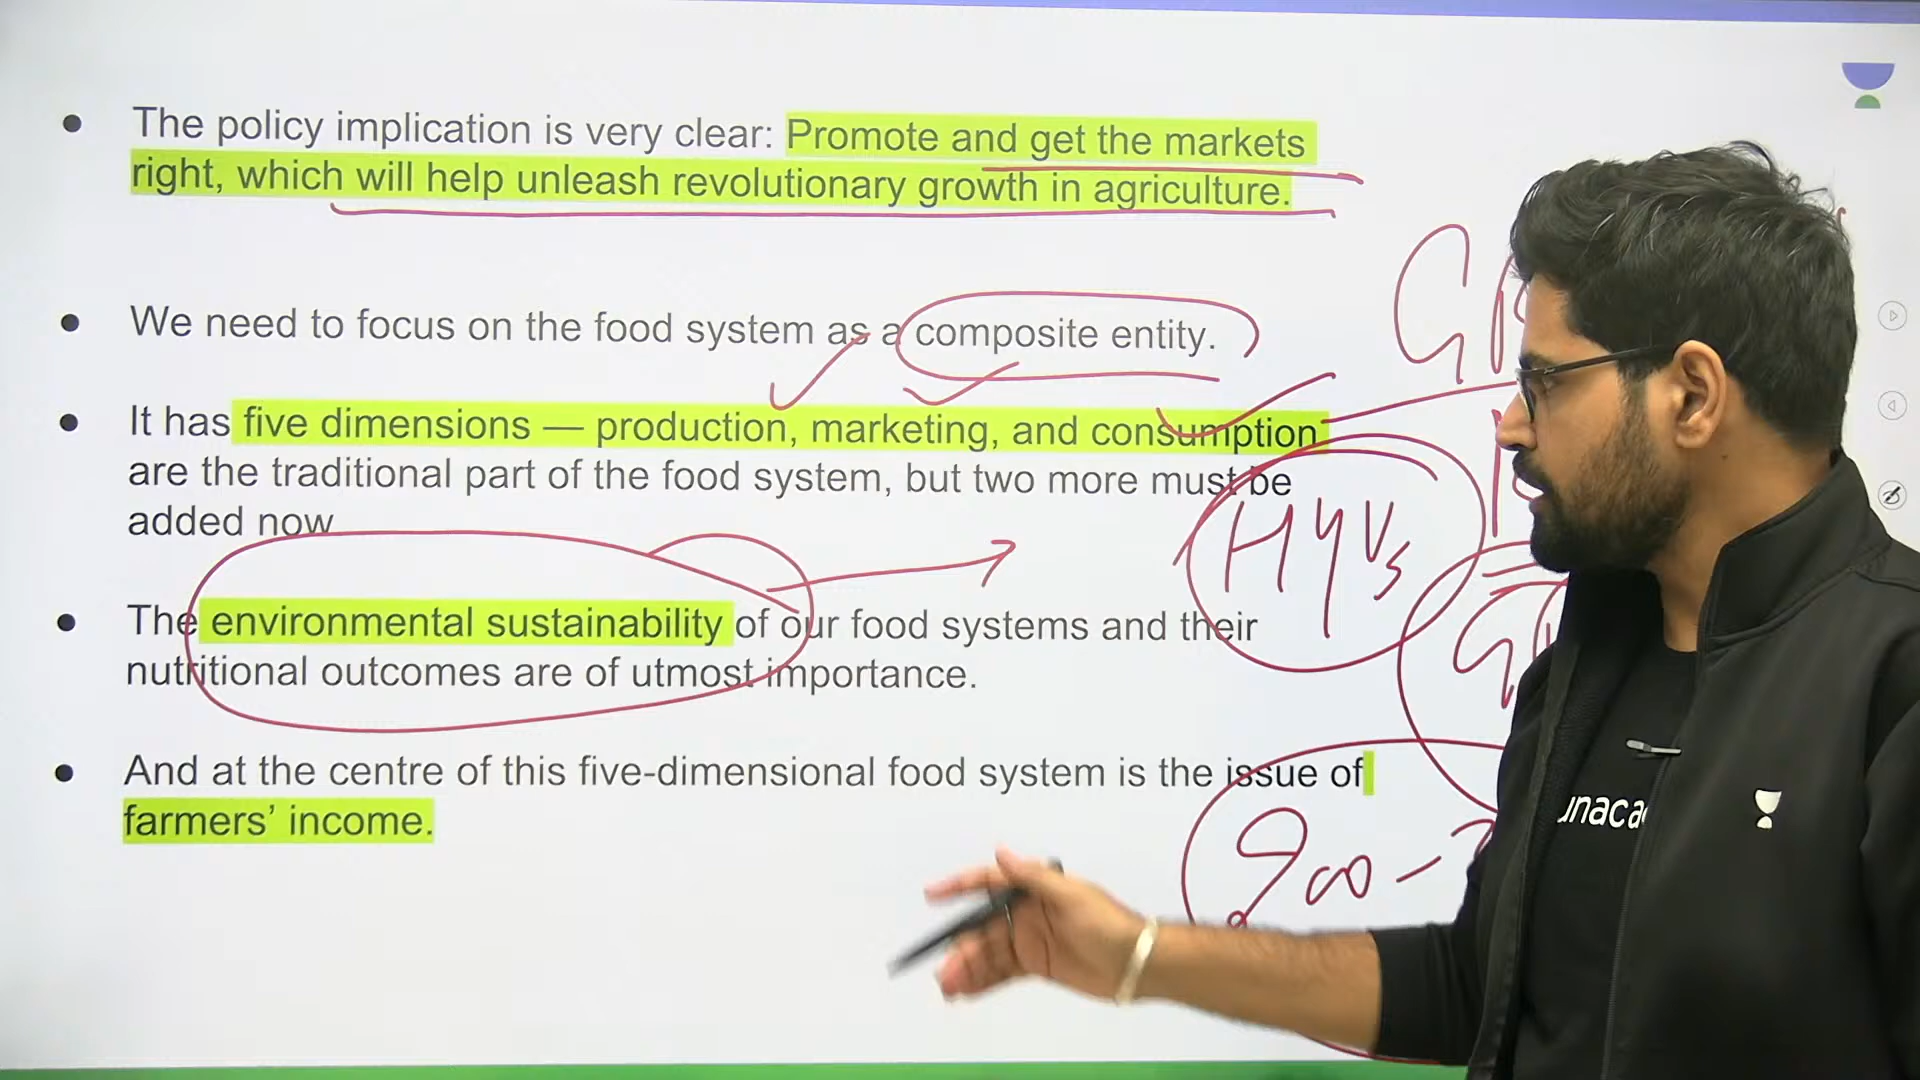 The policy implication is very clear: Promote and get the markets
right, which will help unleash revolutionary growth in agriculture.
We need to focus on the food system as a composite entity.
It has five dimensions — production, marketing, and consumption
are the traditional part of the food system, but two more must be
added now
The environmental sustainability of our food systems and their
nutritional outcomes are of utmost importance.
And at the centre of this five-dimensional food system is the issue of
farmers’ income.
HYVs
unaca